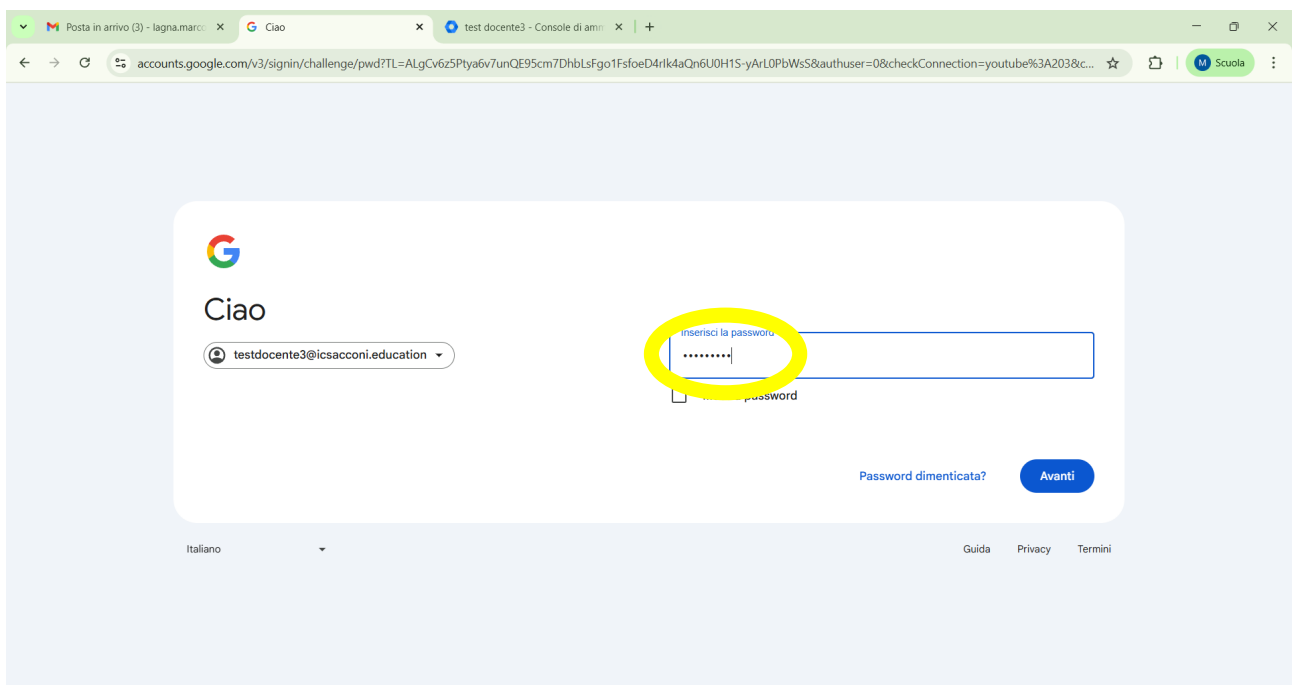 Posta in arrivo (3) - lagna.marco
Ciao
test docente3 - Console di amm
accounts.google.com/v3/signin/challenge/pwd?TL=ALgCv6z5Ptya6v7unQE95cm7DhbLsFgo1FsfoeD4rIk4aQn6U0H1S-yArL0PbWsS&authuser=0&checkConnection=youtube%3A203&c...
M Scuola
Ciao
testdocente3@icsacconi.education
Inserisci la password
•••••••••
password
Password dimenticata?
Avanti
Italiano
Guida Privacy Termini